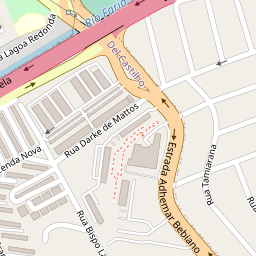 Rio Faria
a Lagoa Redonda
Del Castilho
ela
Rua Darke de Mattos
enda Nova
Estrada Adhemar Bebiano
Rua Tamiarana
Rua Bispo La